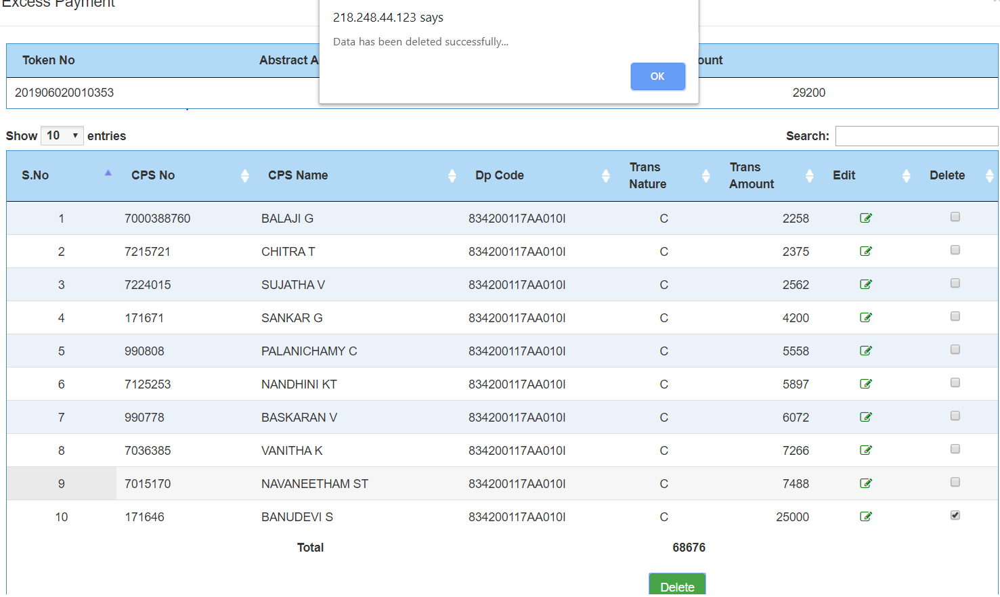 Excess Payment
218.248.44.123 says
Data has been deleted successfully...
OK
Token No Abstract A ount
201906020010353 29200
Show 10 entries Search:
S.No CPS No CPS Name Dp Code Trans Nature Trans Amount Edit Delete
1 7000388760 BALAJI G 834200117AA010I C 2258
2 7215721 CHITRA T 834200117AA010I C 2375
3 7224015 SUJATHA V 834200117AA010I C 2562
4 171671 SANKAR G 834200117AA010I C 4200
5 990808 PALANICHAMY C 834200117AA010I C 5558
6 7125253 NANDHINI KT 834200117AA010I C 5897
7 990778 BASKARAN V 834200117AA010I C 6072
8 7036385 VANITHA K 834200117AA010I C 7266
9 7015170 NAVANEETHAM ST 834200117AA010I C 7488
10 171646 BANUDEVI S 834200117AA010I C 25000
Total 68676
Delete